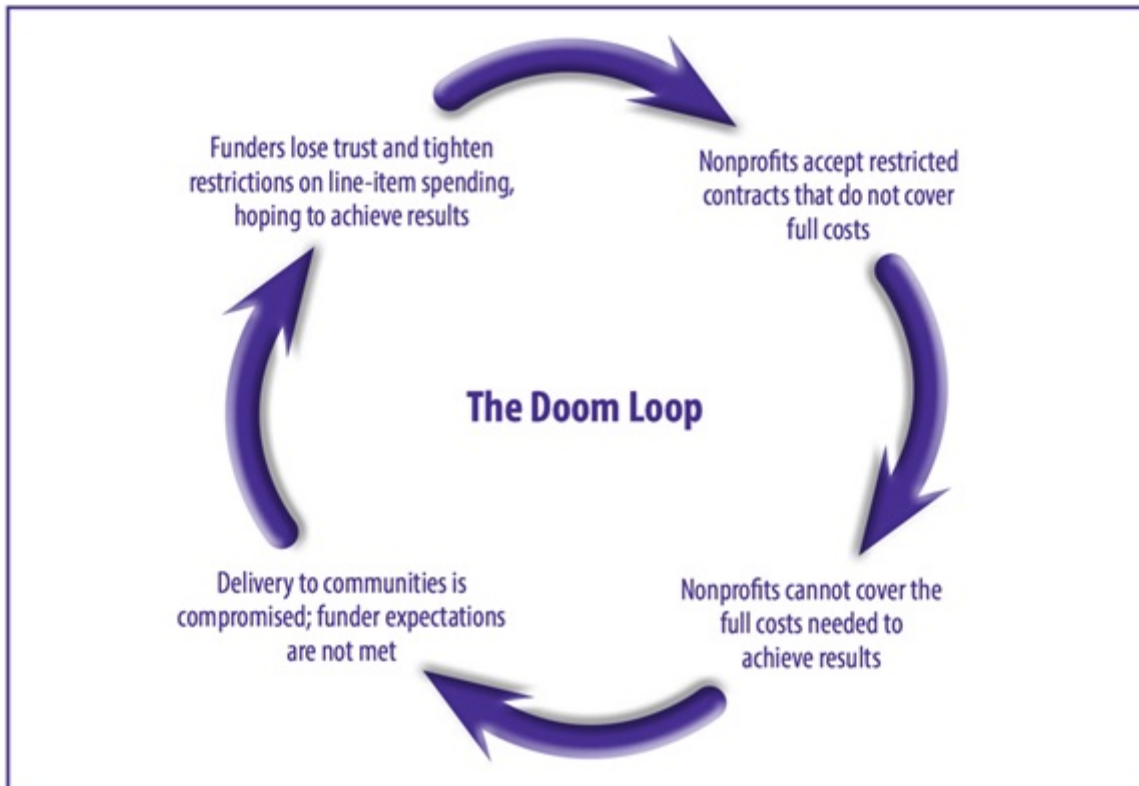 Funders lose trust and tighten
restrictions on line-item spending,
hoping to achieve results
Nonprofits accept restricted
contracts that do not cover
full costs
The Doom Loop
Nonprofits cannot cover the
full costs needed to
achieve results
Delivery to communities is
compromised; funder expectations
are not met